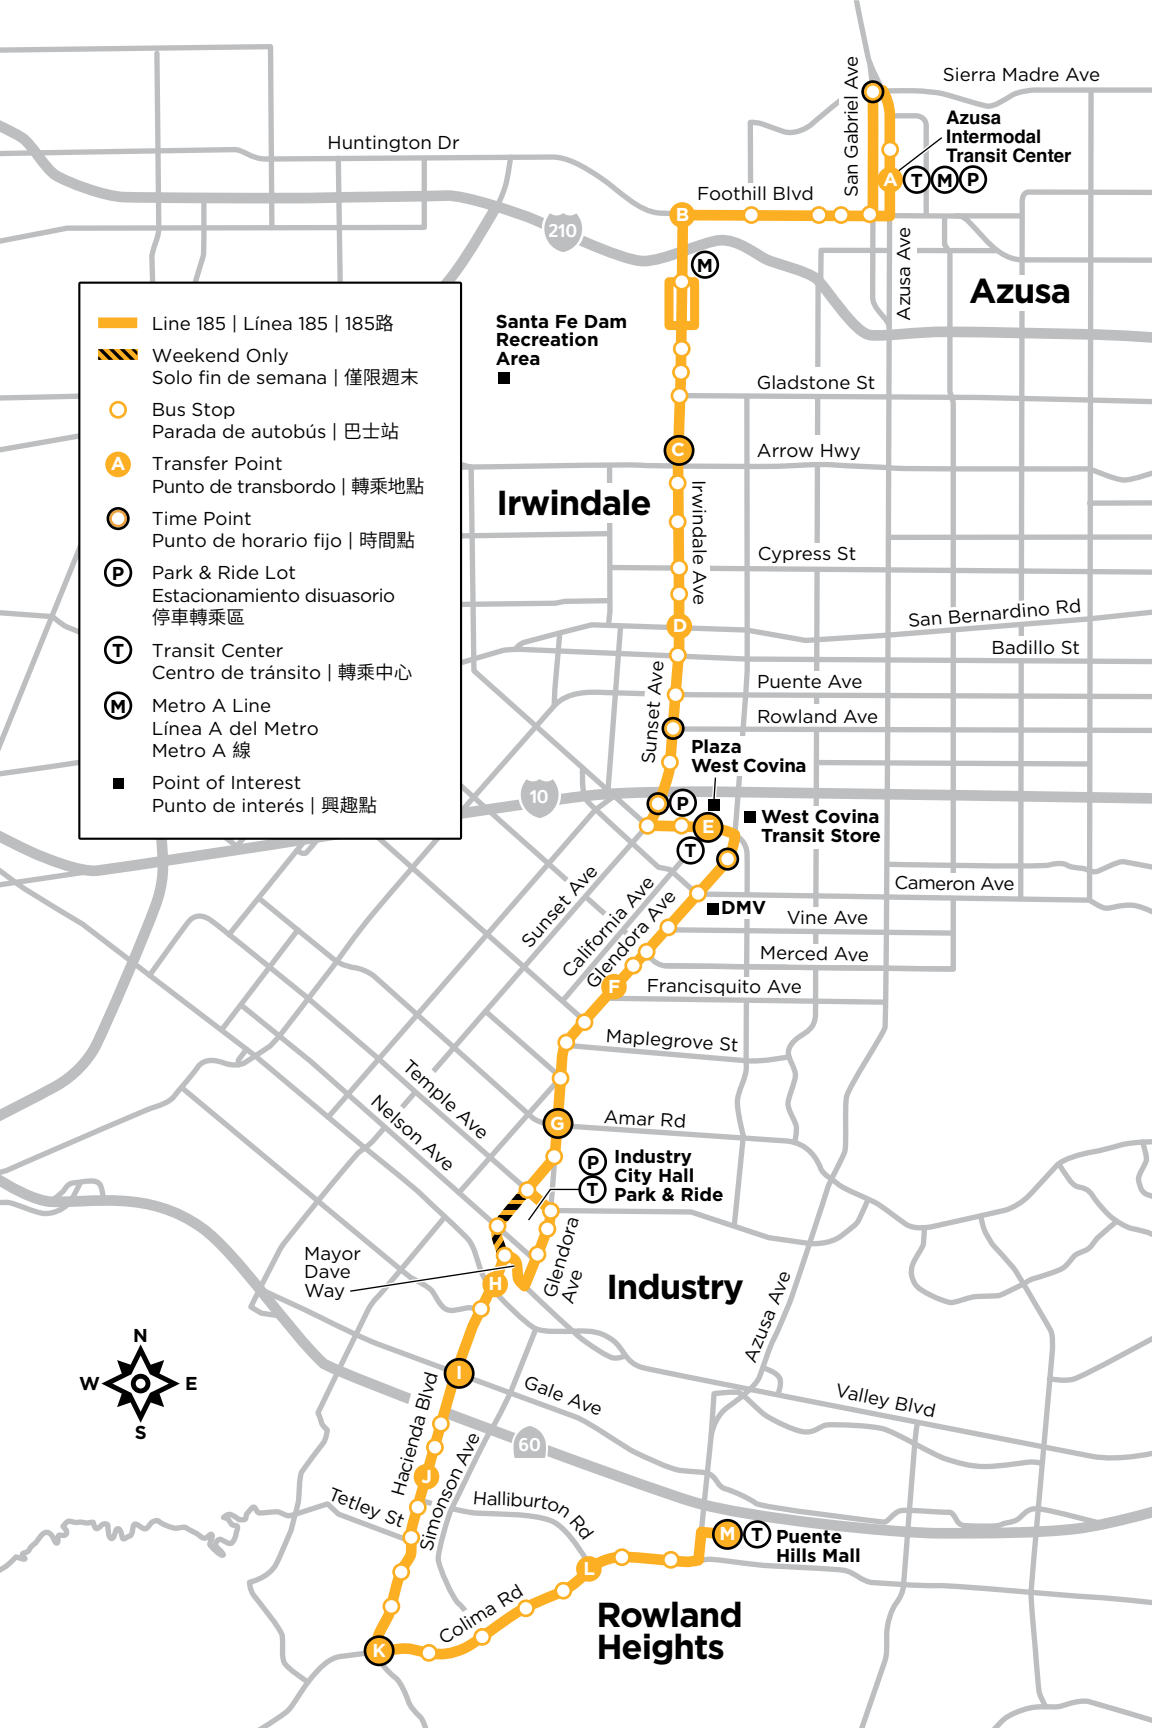 Sierra Madre Ave
San Gabriel Ave
Azusa
Intermodal
Transit Center
A
T
M
P
Huntington Dr
Foothill Blvd
B
210
M
Azusa Ave
Azusa
Line 185 | Línea 185 | 185路
Weekend Only
Solo fin de semana | 僅限週末
Bus Stop
Parada de autobús | 巴士站
A
Transfer Point
Punto de transbordo | 轉乘地點
Time Point
Punto de horario fijo | 時間點
P
Park & Ride Lot
Estacionamiento disuasorio
停車轉乘區
T
Transit Center
Centro de tránsito | 轉乘中心
M
Metro A Line
Línea A del Metro
Metro A 線
Point of Interest
Punto de interés | 興趣點
Santa Fe Dam
Recreation
Area
Gladstone St
C
Arrow Hwy
Irwindale
Irwindale Ave
Cypress St
San Bernardino Rd
D
Badillo St
Sunset Ave
Puente Ave
Rowland Ave
Plaza
West Covina
10
P
E
West Covina
Transit Store
T
Cameron Ave
Sunset Ave
California Ave
Glendora Ave
DMV
Vine Ave
Merced Ave
F
Francisquito Ave
Maplegrove St
Temple Ave
Nelson Ave
G
Amar Rd
P
T
Industry
City Hall
Park & Ride
Mayor
Dave
Way
H
Glendora
Ave
Industry
Azusa Ave
N
W
E
S
I
Gale Ave
Valley Blvd
Hacienda Blvd
60
J
Simonson Ave
Tetley St
Halliburton Rd
M
T
Puente
Hills Mall
L
Colima Rd
K
Rowland
Heights